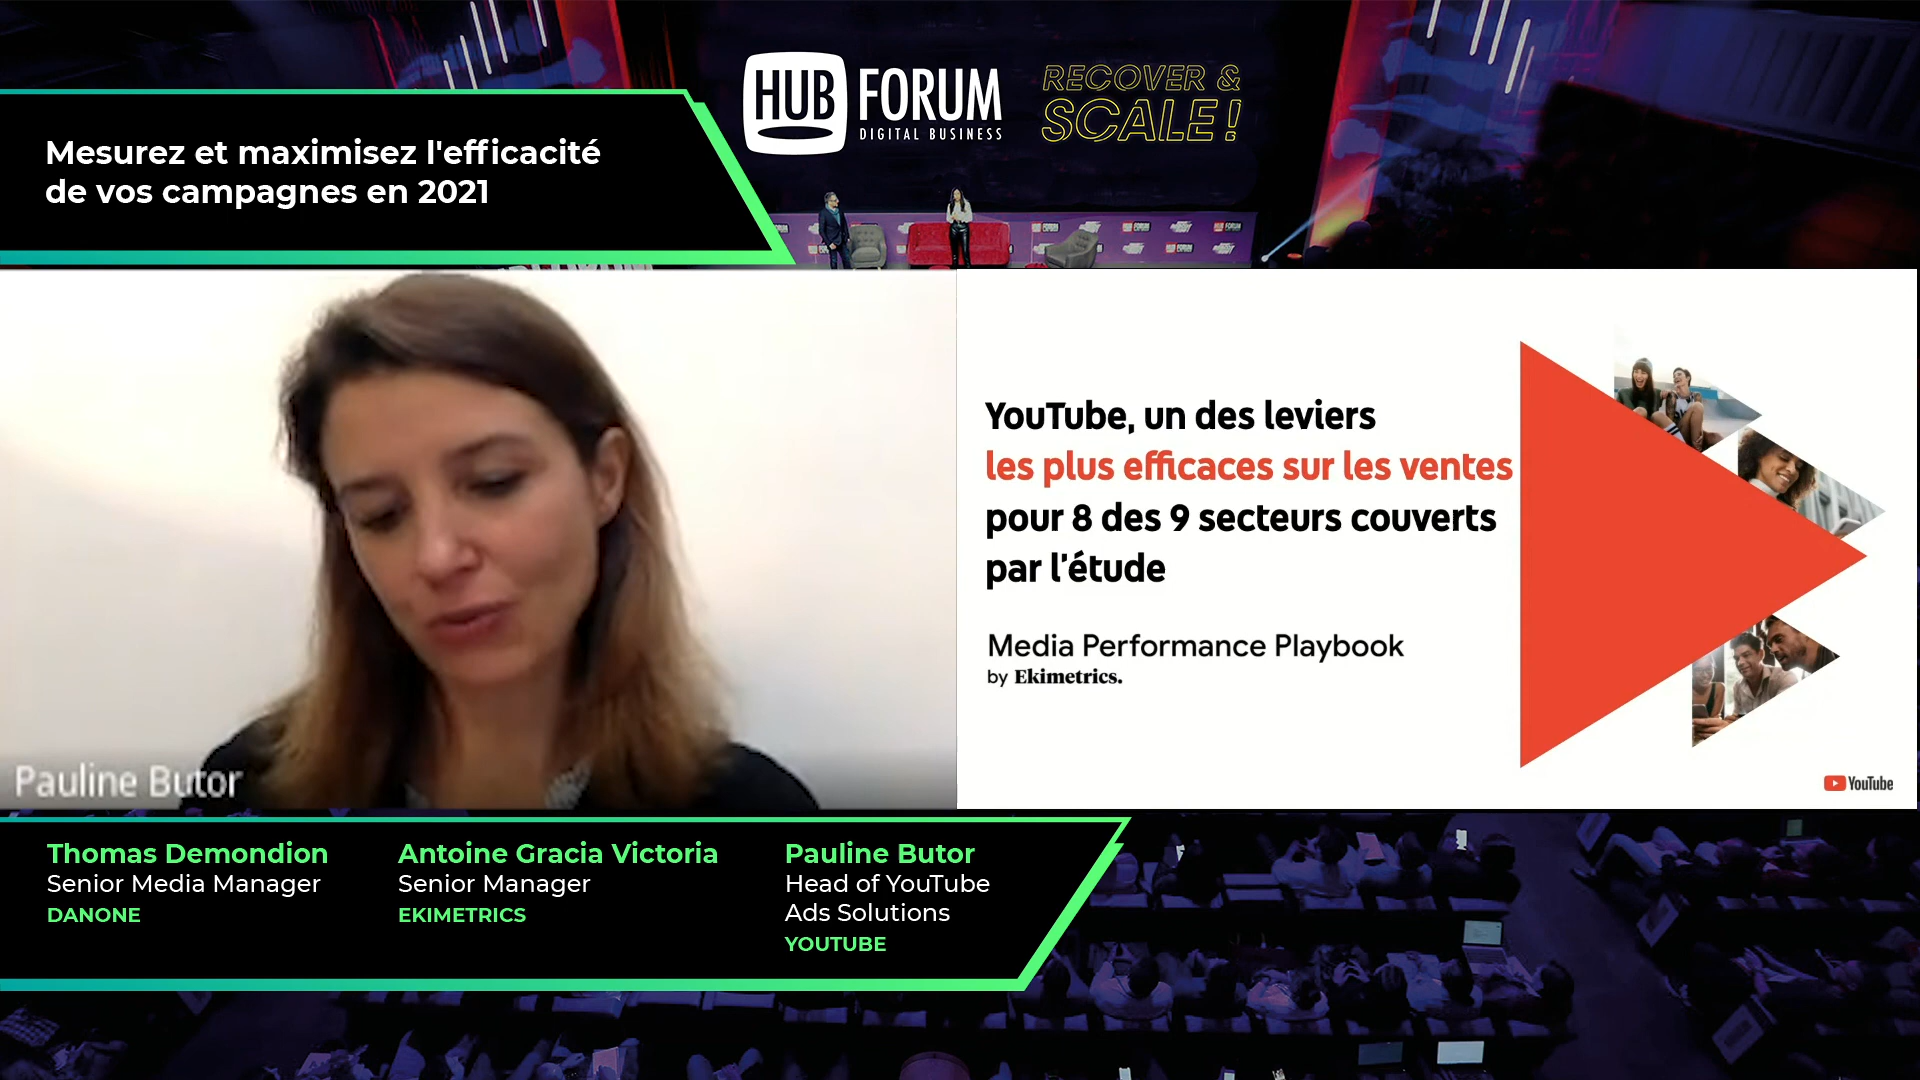 HUB FORUM
DIGITAL BUSINESS
RECOVER &
SCALE!
Mesurez et maximisez l'efficacité
de vos campagnes en 2021
YouTube, un des leviers
les plus efficaces sur les ventes
pour 8 des 9 secteurs couverts
par l'étude
Media Performance Playbook
by Ekimetrics.
YouTube
Pauline Butor
Thomas Demondion
Senior Media Manager
DANONE
Antoine Gracia Victoria
Senior Manager
EKIMETRICS
Pauline Butor
Head of YouTube
Ads Solutions
YOUTUBE